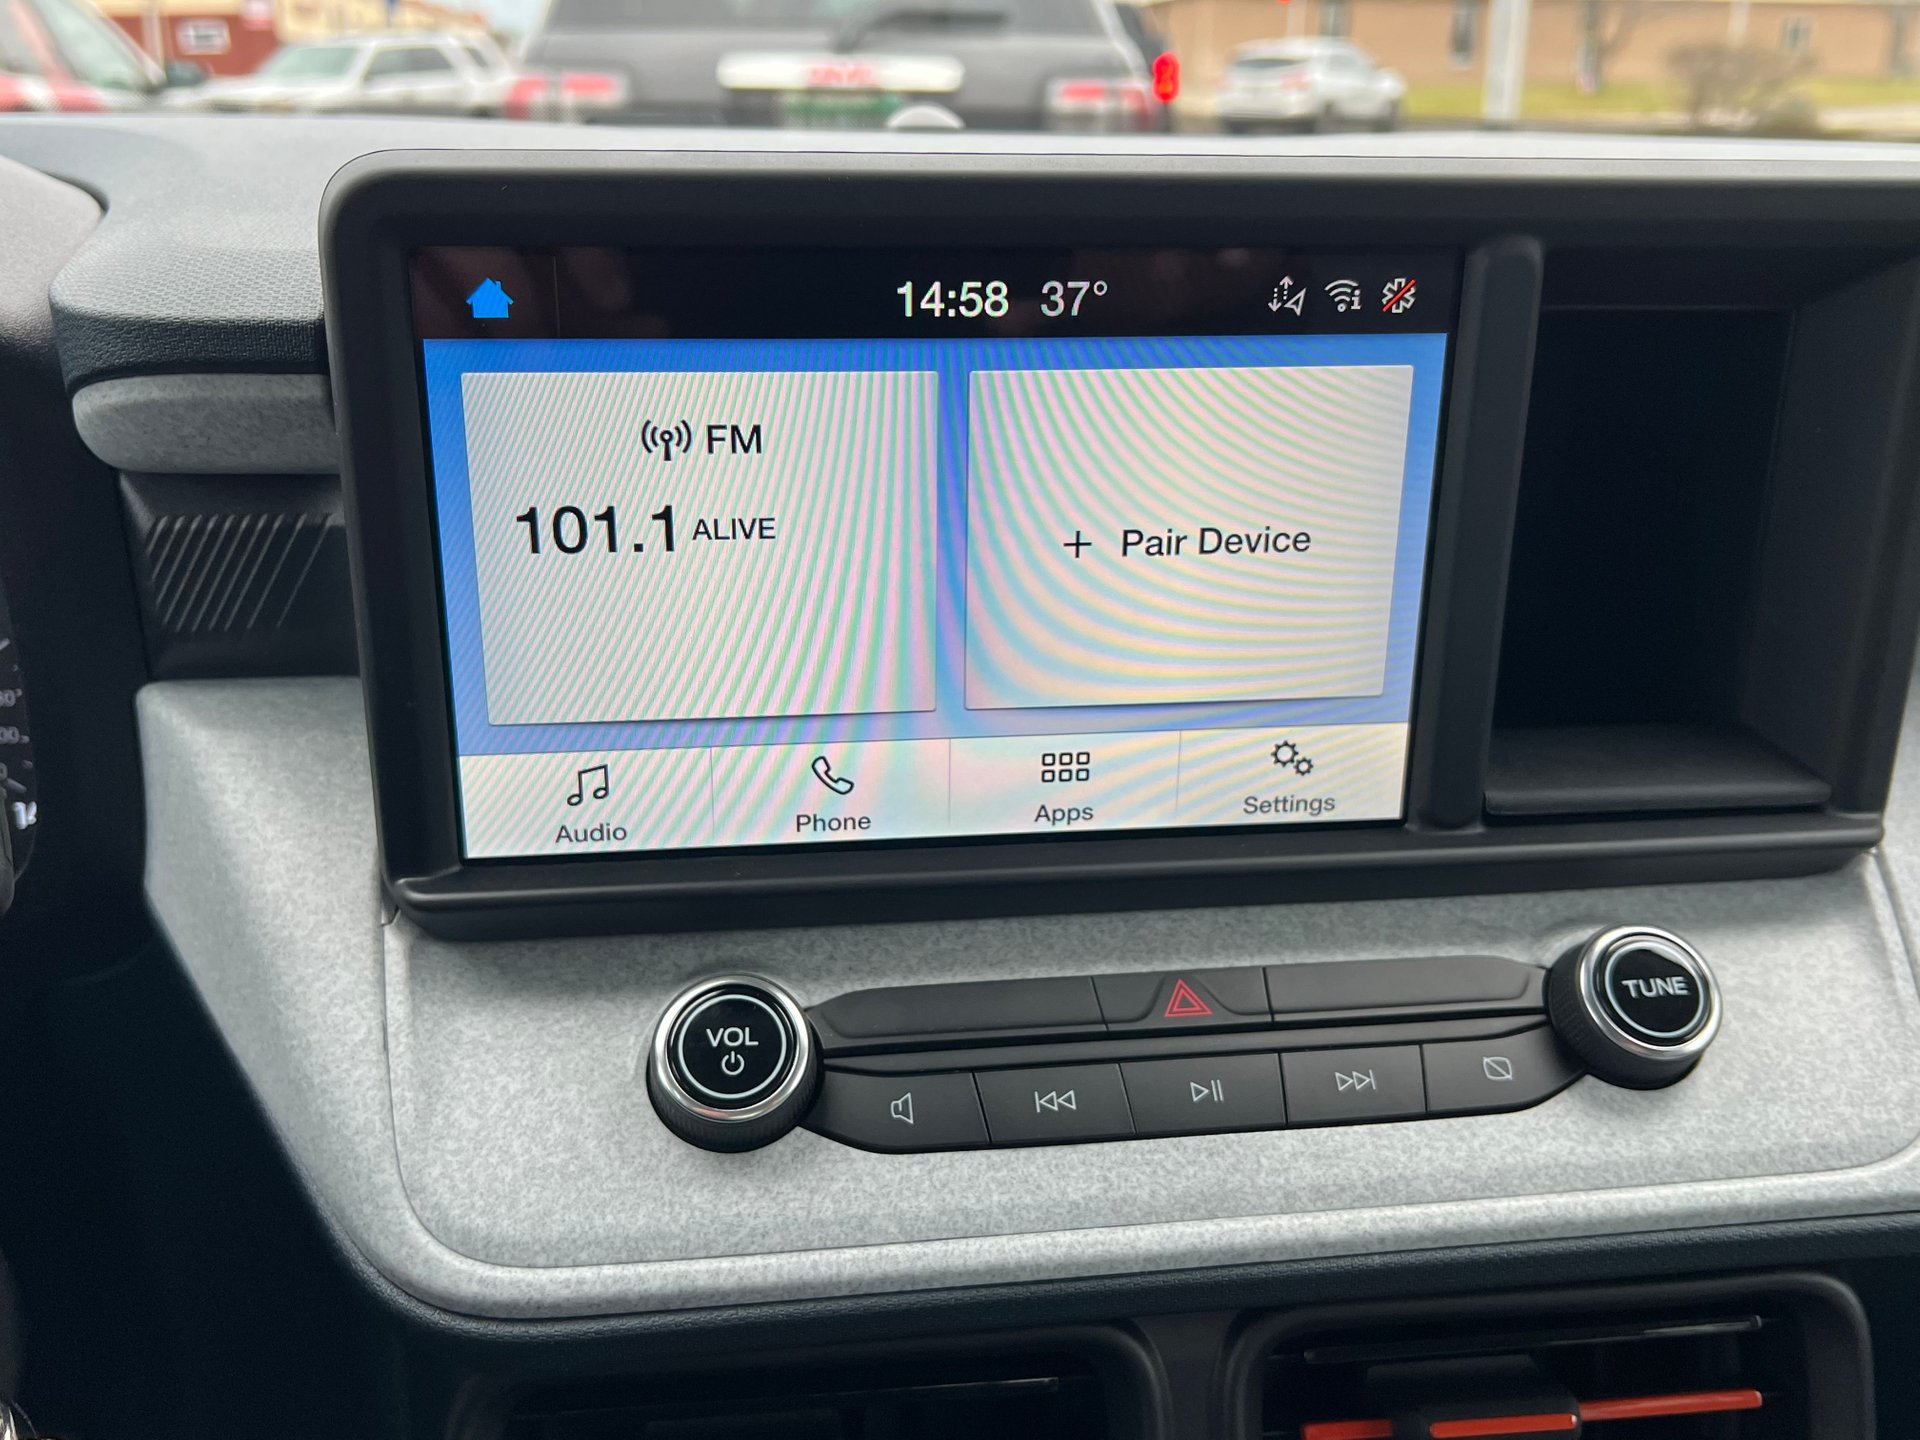 14:58 37°
FM
101.1 ALIVE
+ Pair Device
Audio
Phone
Apps
Settings
VOL
TUNE